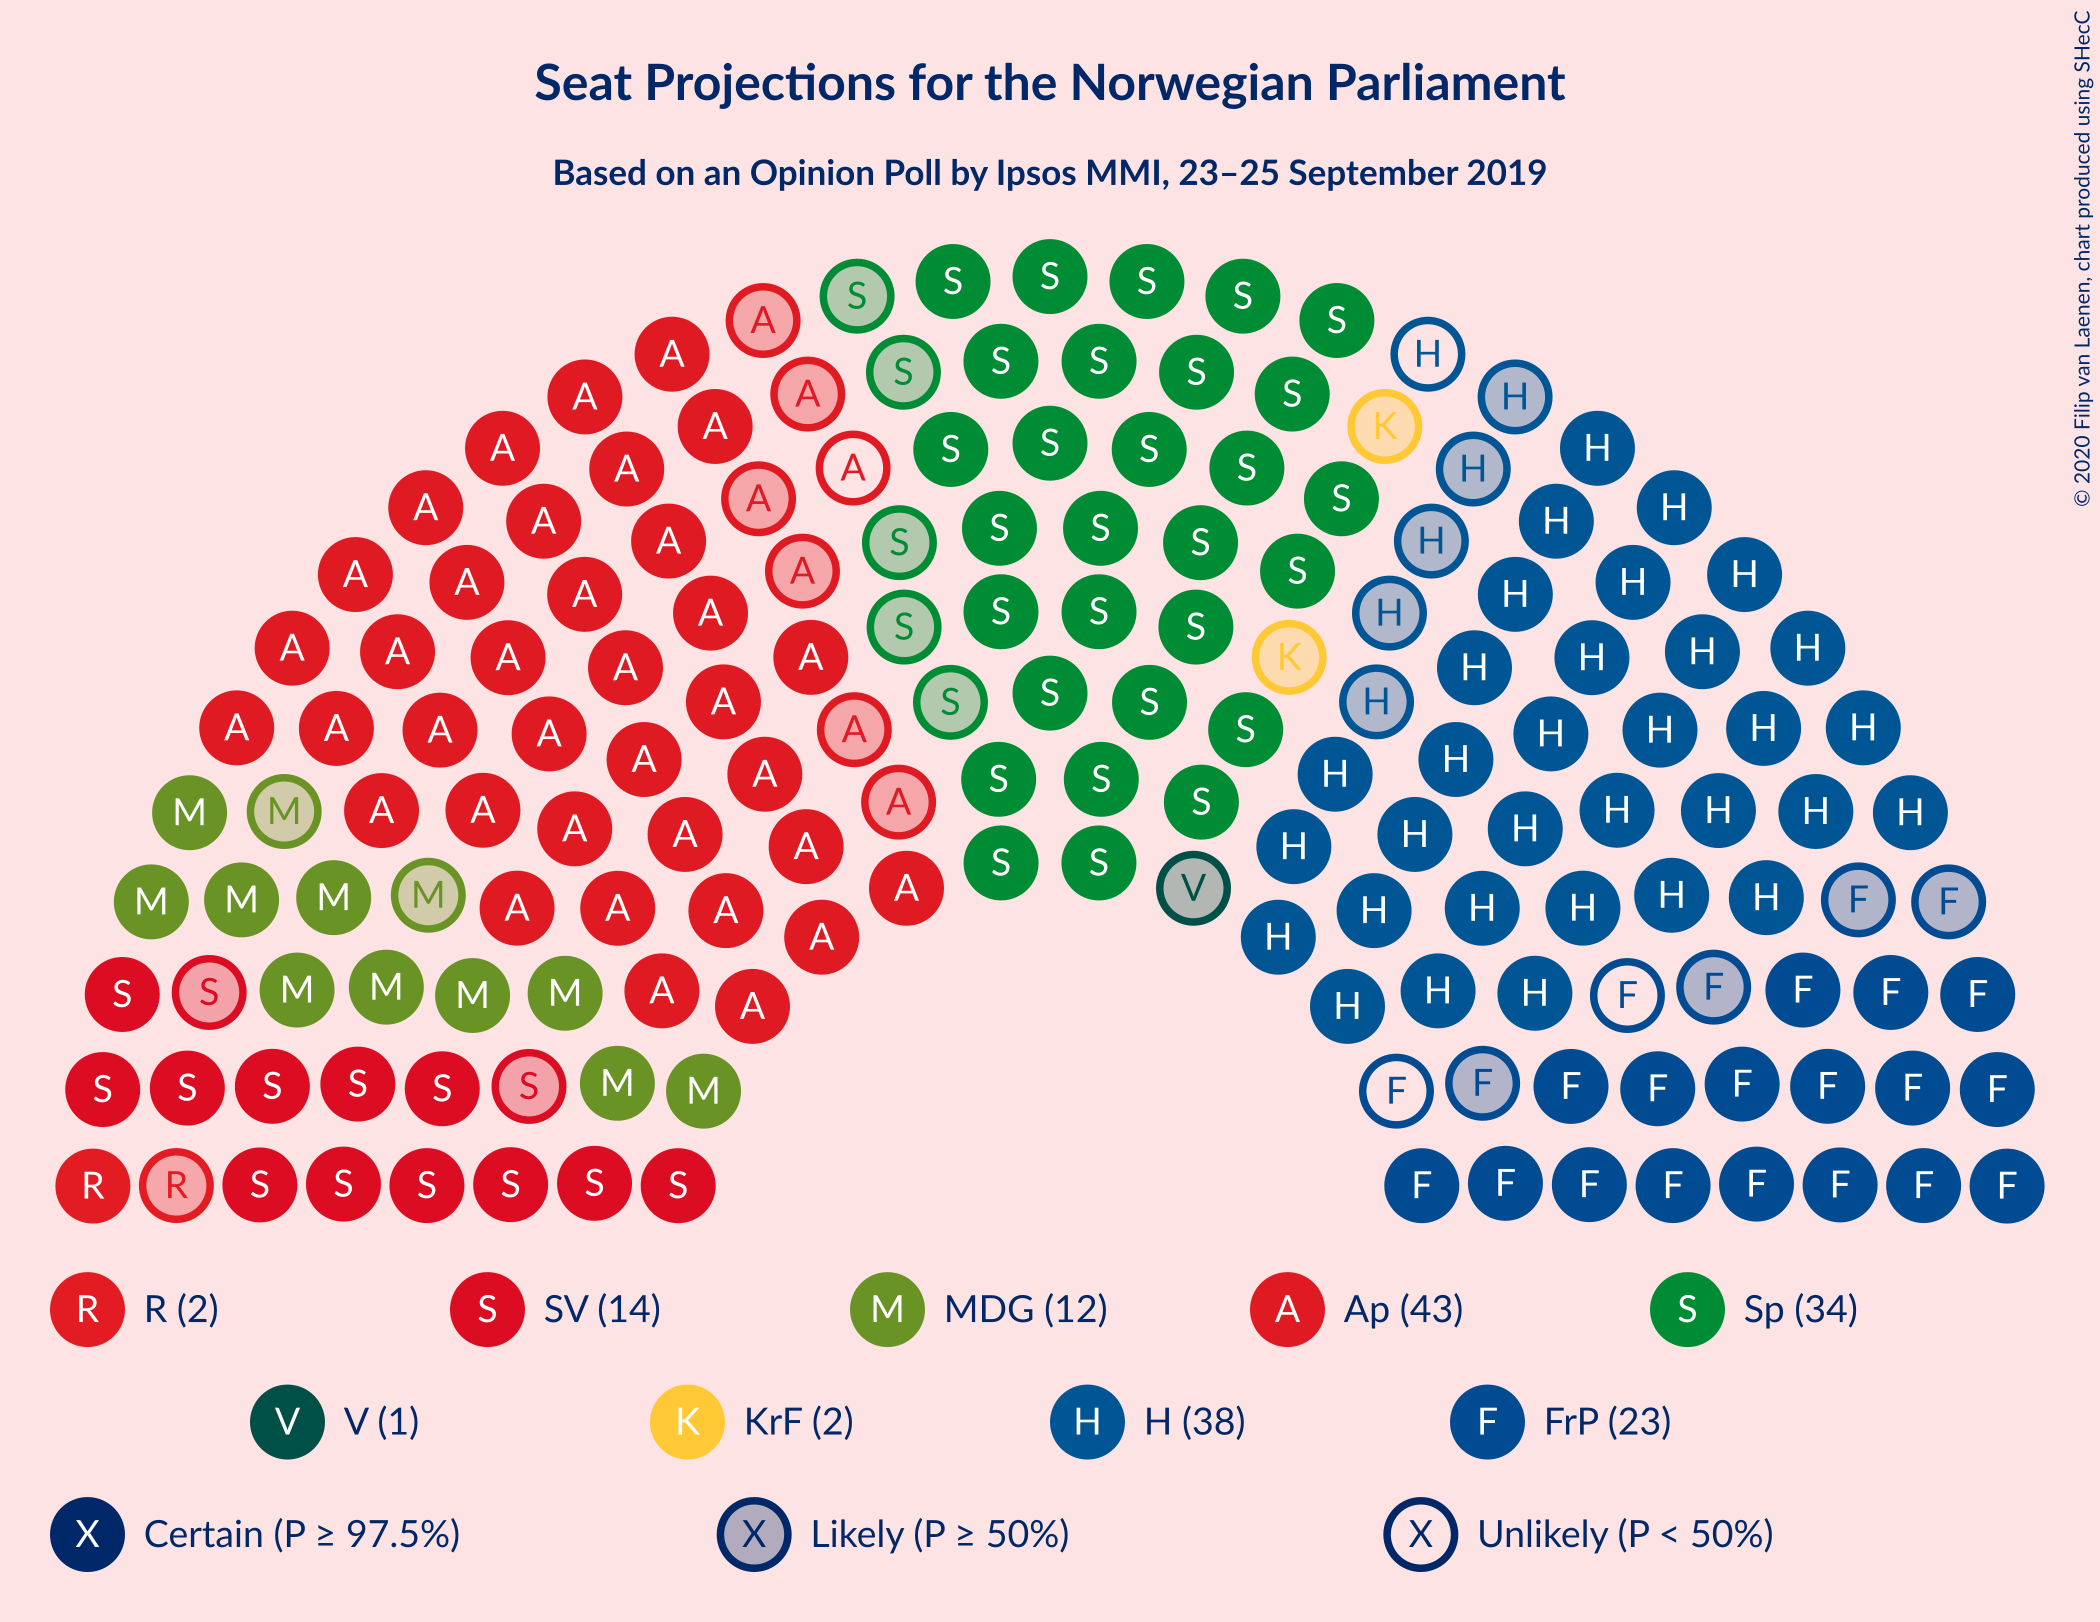 Seat Projections for the Norwegian Parliament
Based on an Opinion Poll by Ipsos MMI, 23–25 September 2019
© 2020 Filip van Laenen, chart produced using SHecC
S S S S S S
A S H
A S S S S S H
A A K H
A A S S S S H
A A A S H H
A A A S S S S H H H
A A A S H H
A A A S S S S K H H H
A A A A S S S H H H H
A A A A A A S S S S H H H H H
A A A A A S S S H H H H
M M A A A A A A S S V H H H H H H H
M M M M A A A A H H H H H H F F
S S M M M M A A H H H F F F F F
S S S S S S M M F F F F F F F F
R R S S S S S S F F F F F F F F
R R (2) S SV (14) M MDG (12) A Ap (43) S Sp (34)
V V (1) K KrF (2) H H (38) F FrP (23)
X Certain (P ≥ 97.5%) X Likely (P ≥ 50%) X Unlikely (P < 50%)